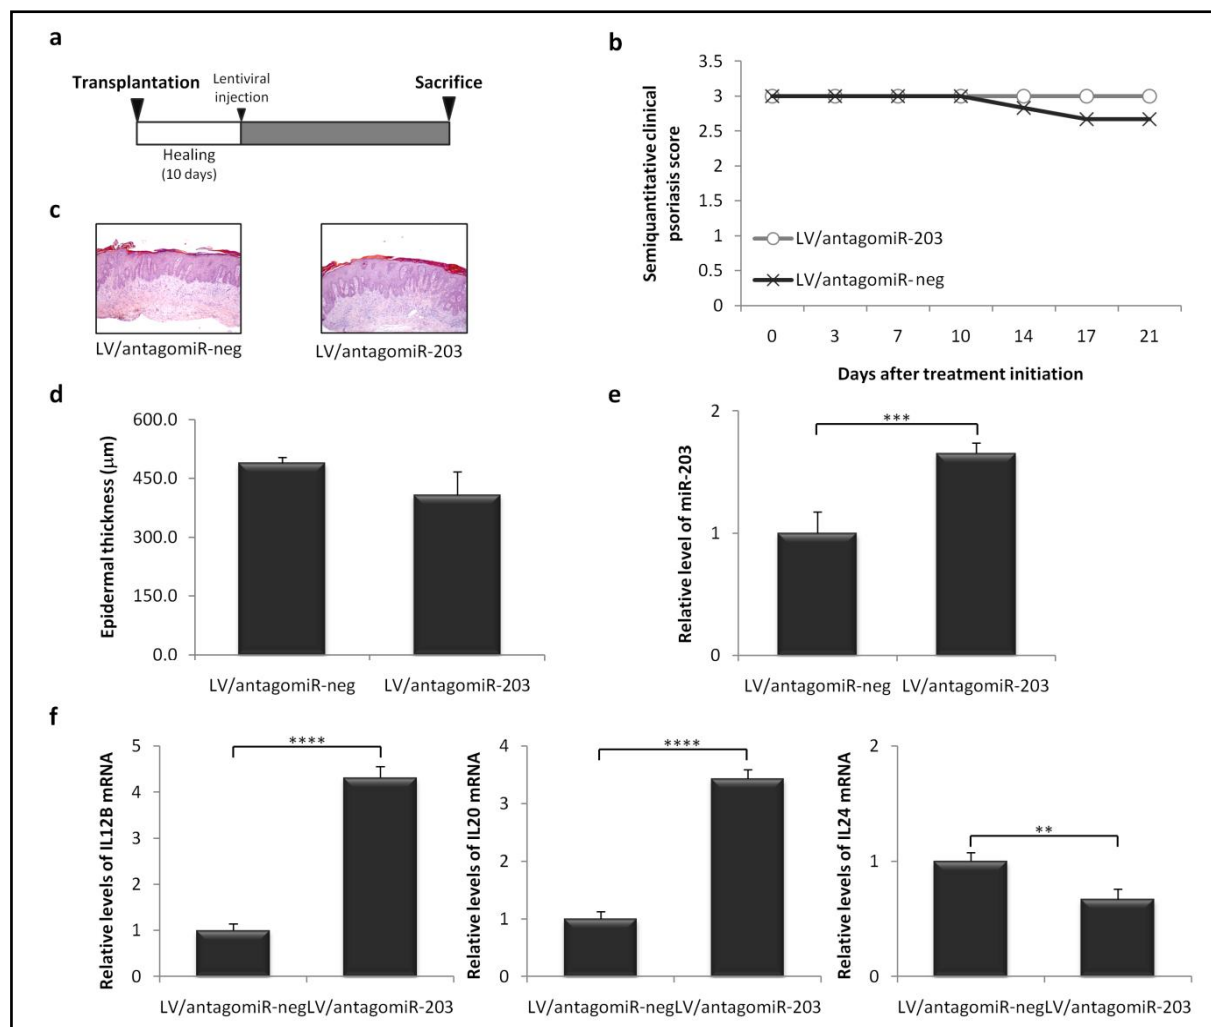 a
Transplantation
Lentiviral
injection
Sacrifice
Healing
(10 days)
b
Semiquantitative clinical
psoriasis score
3.5
3
2.5
2
1.5
1
0.5
0
LV/antagomiR-203
LV/antagomiR-neg
0 3 7 10 14 17 21
Days after treatment initiation
c
LV/antagomiR-neg LV/antagomiR-203
d
Epidermal thickness (µm)
600.0
450.0
300.0
150.0
0.0
LV/antagomiR-neg LV/antagomiR-203
e
Relative level of miR-203
2
1
0
***
LV/antagomiR-neg LV/antagomiR-203
f
Relative levels of IL12B mRNA
5
4
3
2
1
0
****
LV/antagomiR-neg LV/antagomiR-203
Relative levels of IL20 mRNA
4
3
2
1
0
****
LV/antagomiR-neg LV/antagomiR-203
Relative levels of IL24 mRNA
2
1
0
**
LV/antagomiR-neg LV/antagomiR-203